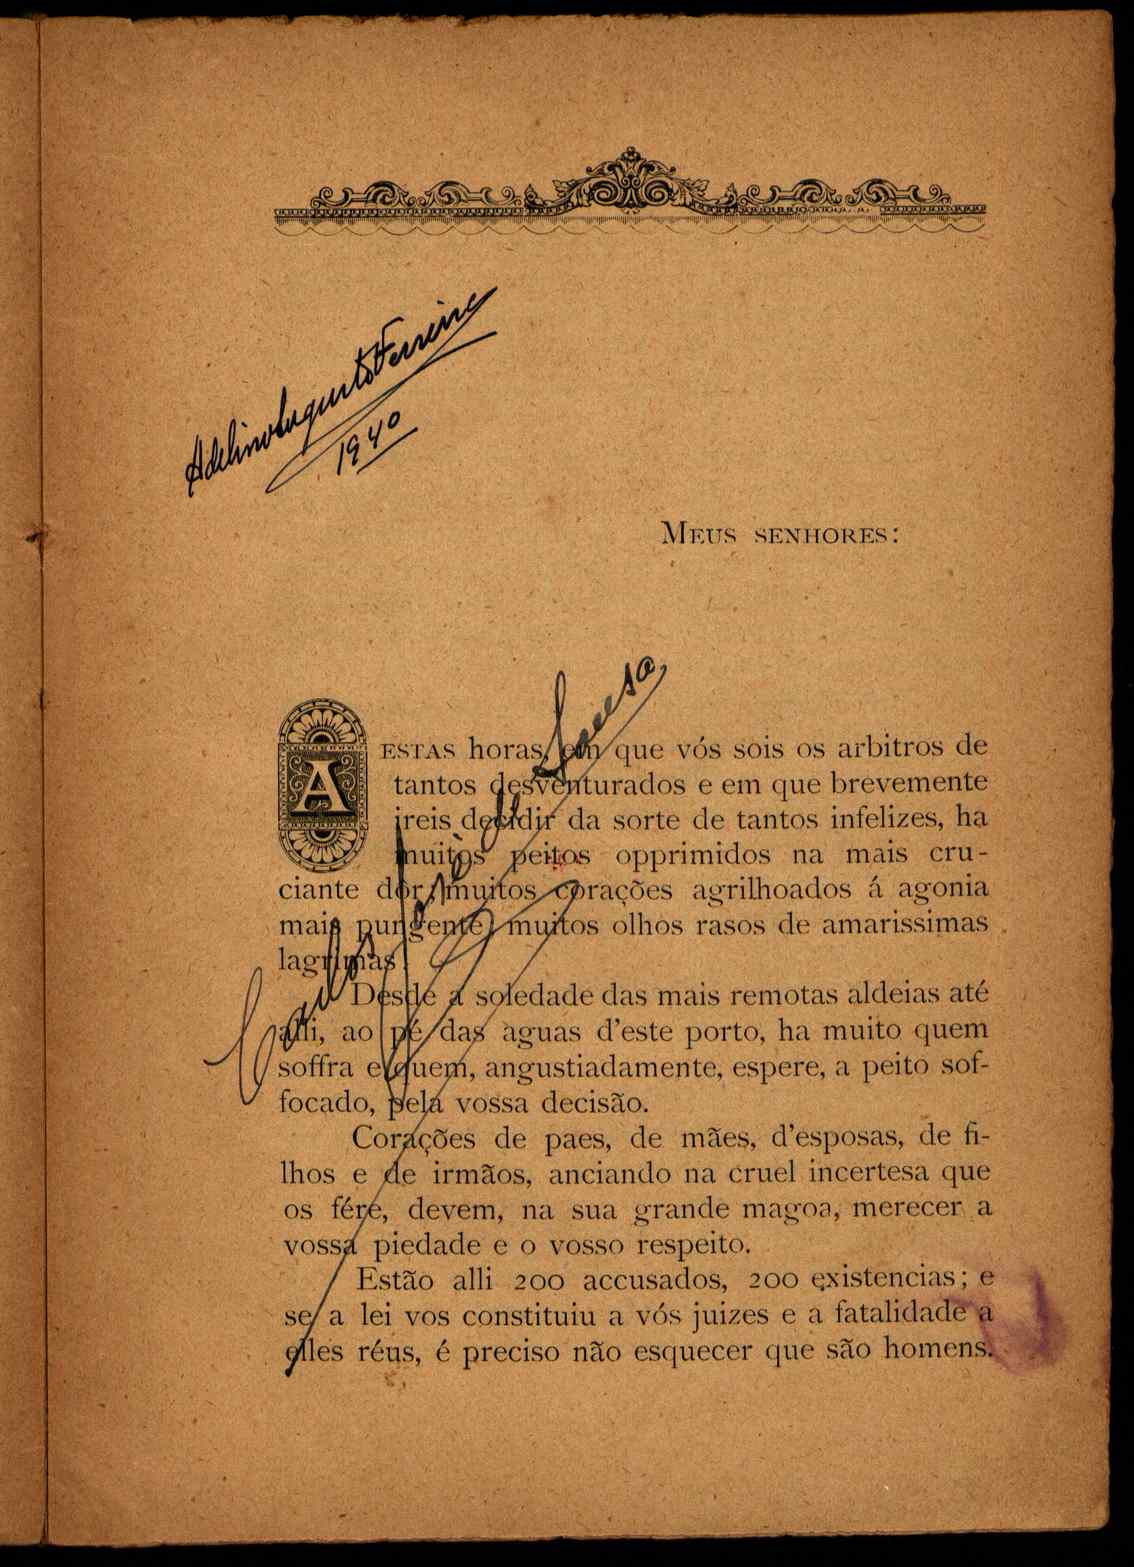 Adelino Augusto Ferreira
1940
MEUS SENHORES:
A ESTAS horas, em que vós sois os arbitros de
tantos desventurados e em que brevemente
ireis decidir da sorte de tantos infelizes, ha
muitos peitos opprimidos na mais cru-
ciante dôr, muitos corações agrilhoados á agonia
mais pungente, muitos olhos rasos de amarissimas
lagrimas.
Desde a soledade das mais remotas aldeias até
alli, ao pé das aguas d'este porto, ha muito quem
soffra e quem, angustiadamente, espere, a peito sof-
focado, pela vossa decisão.
Corações de paes, de mães, d'esposas, de fi-
lhos e de irmãos, anciando na cruel incertesa que
os fére, devem, na sua grande magoa, merecer a
vossa piedade e o vosso respeito.
Estão alli 200 accusados, 200 existencias; e
se a lei vos constituiu a vós juizes e a fatalidade a
elles réus, é preciso não esquecer que são homens.